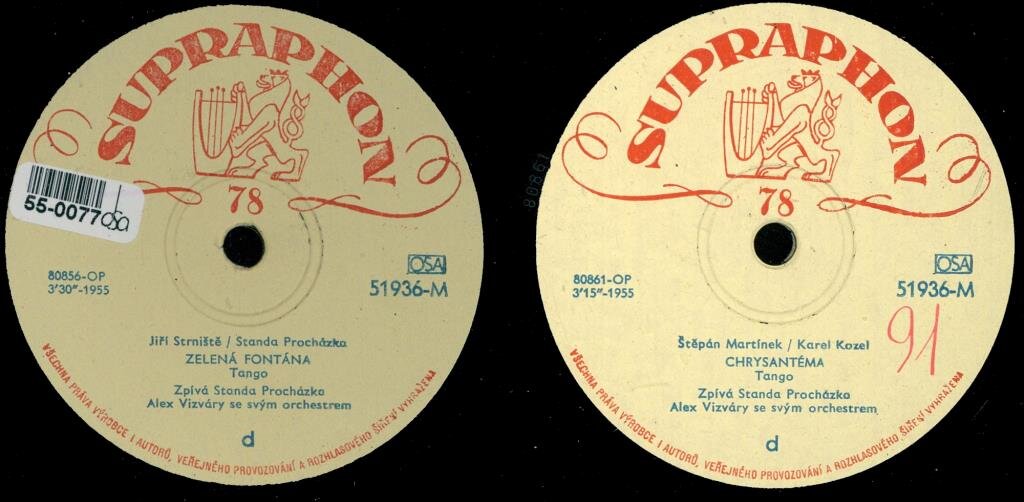 SUPRAPHON
78
55-0077 OSA
80856-OP
3'30"-1955
OSA
51936-M
Jiří Strniště / Standa Procházka
ZELENÁ FONTÁNA
Tango
Zpívá Standa Procházka
Alex Vizváry se svým orchestrem
d
VŠECHNA PRÁVA VÝROBCE I AUTORŮ, VEŘEJNÉHO PROVOZOVÁNÍ A ROZHLASOVÉHO ŠÍŘENÍ VYHRAŽENA
SUPRAPHON
78
80861
80861-OP
3'15"-1955
OSA
51936-M
91
Štěpán Martínek / Karel Kozel
CHRYSANTÉMA
Tango
Zpívá Standa Procházka
Alex Vizváry se svým orchestrem
d
VŠECHNA PRÁVA VÝROBCE I AUTORŮ, VEŘEJNÉHO PROVOZOVÁNÍ A ROZHLASOVÉHO ŠÍŘENÍ VYHRAŽENA